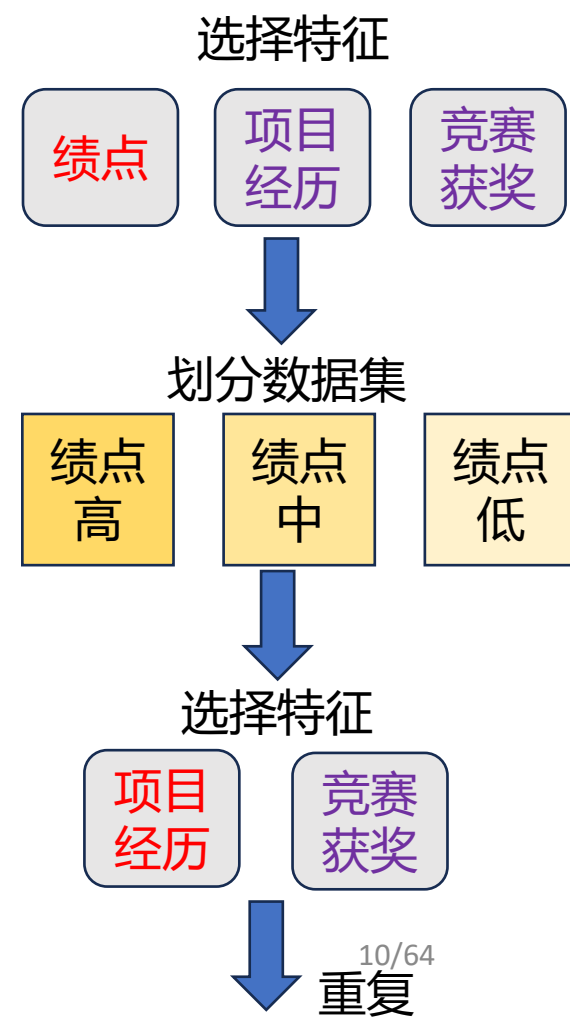 选择特征
绩点
项目
经历
竞赛
获奖
划分数据集
绩点
高
绩点
中
绩点
低
选择特征
项目
经历
竞赛
获奖
10/64
重复